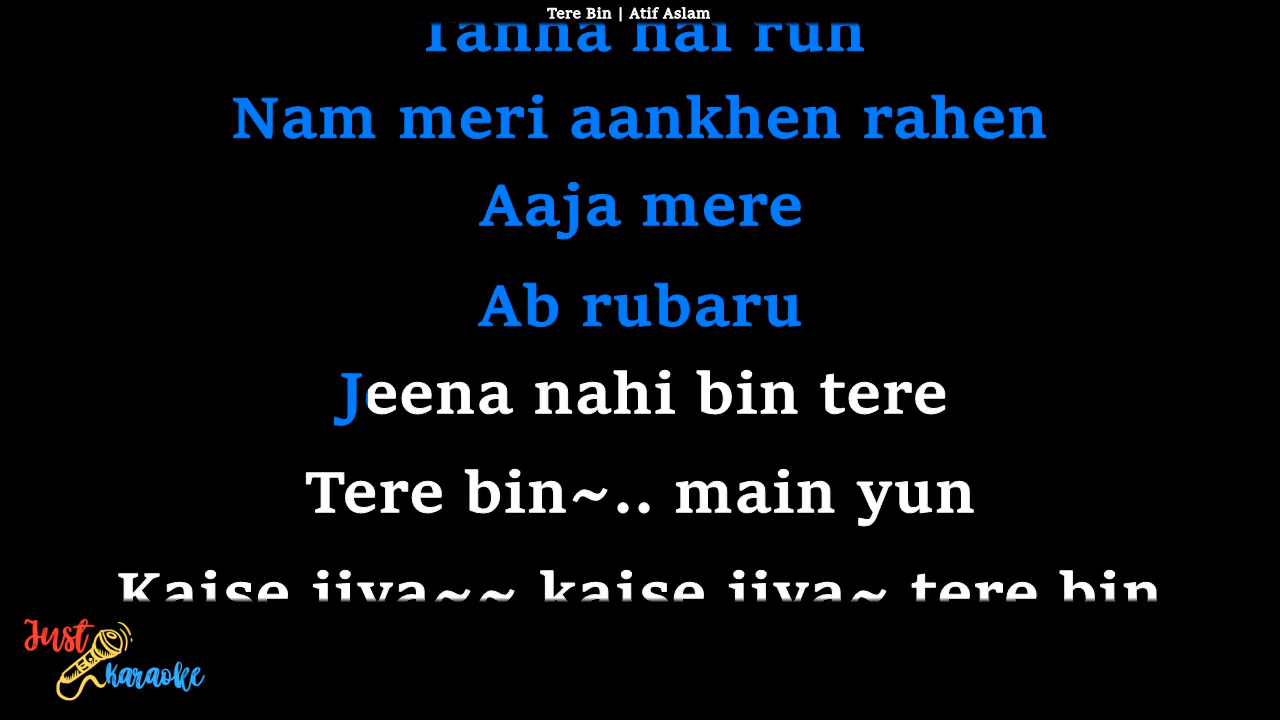 Tere Bin | Atif Aslam
Tanha hai ruh
Nam meri aankhen rahen
Aaja mere
Ab rubaru
Jeena nahi bin tere
Tere bin~.. main yun
Kaise jiya~~ kaise jiya~ tere bin
Just
Karaoke